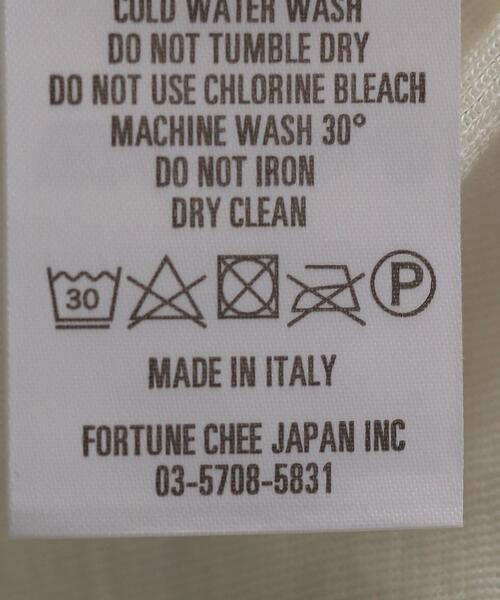 COLD WATER WASH
DO NOT TUMBLE DRY
DO NOT USE CHLORINE BLEACH
MACHINE WASH 30°
DO NOT IRON
DRY CLEAN
30 P
MADE IN ITALY
FORTUNE CHEE JAPAN INC
03-5708-5831